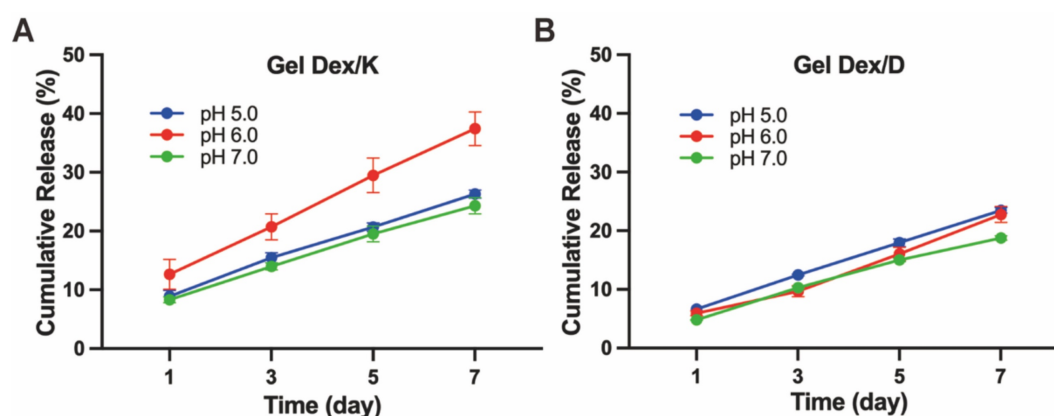 A
Gel Dex/K
Cumulative Release (%)
50
40
30
20
10
0
pH 5.0
pH 6.0
pH 7.0
1 3 5 7
Time (day)
B
Gel Dex/D
Cumulative Release (%)
50
40
30
20
10
0
pH 5.0
pH 6.0
pH 7.0
1 3 5 7
Time (day)